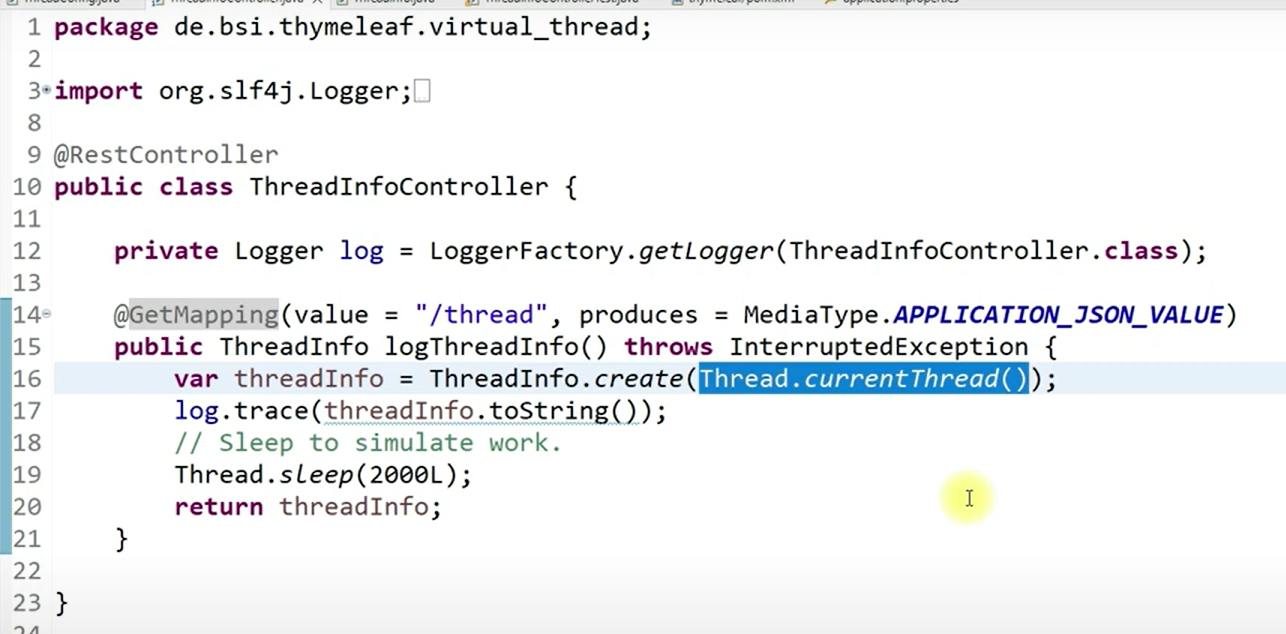 1 package de.bsi.thymeleaf.virtual_thread;
2
3 import org.slf4j.Logger;
8
9 @RestController
10 public class ThreadInfoController {
11
12 private Logger log = LoggerFactory.getLogger(ThreadInfoController.class);
13
14 @GetMapping(value = "/thread", produces = MediaType.APPLICATION_JSON_VALUE)
15 public ThreadInfo logThreadInfo() throws InterruptedException {
16 var threadInfo = ThreadInfo.create(Thread.currentThread());
17 log.trace(threadInfo.toString());
18 // Sleep to simulate work.
19 Thread.sleep(2000L);
20 return threadInfo;
21 }
22
23 }